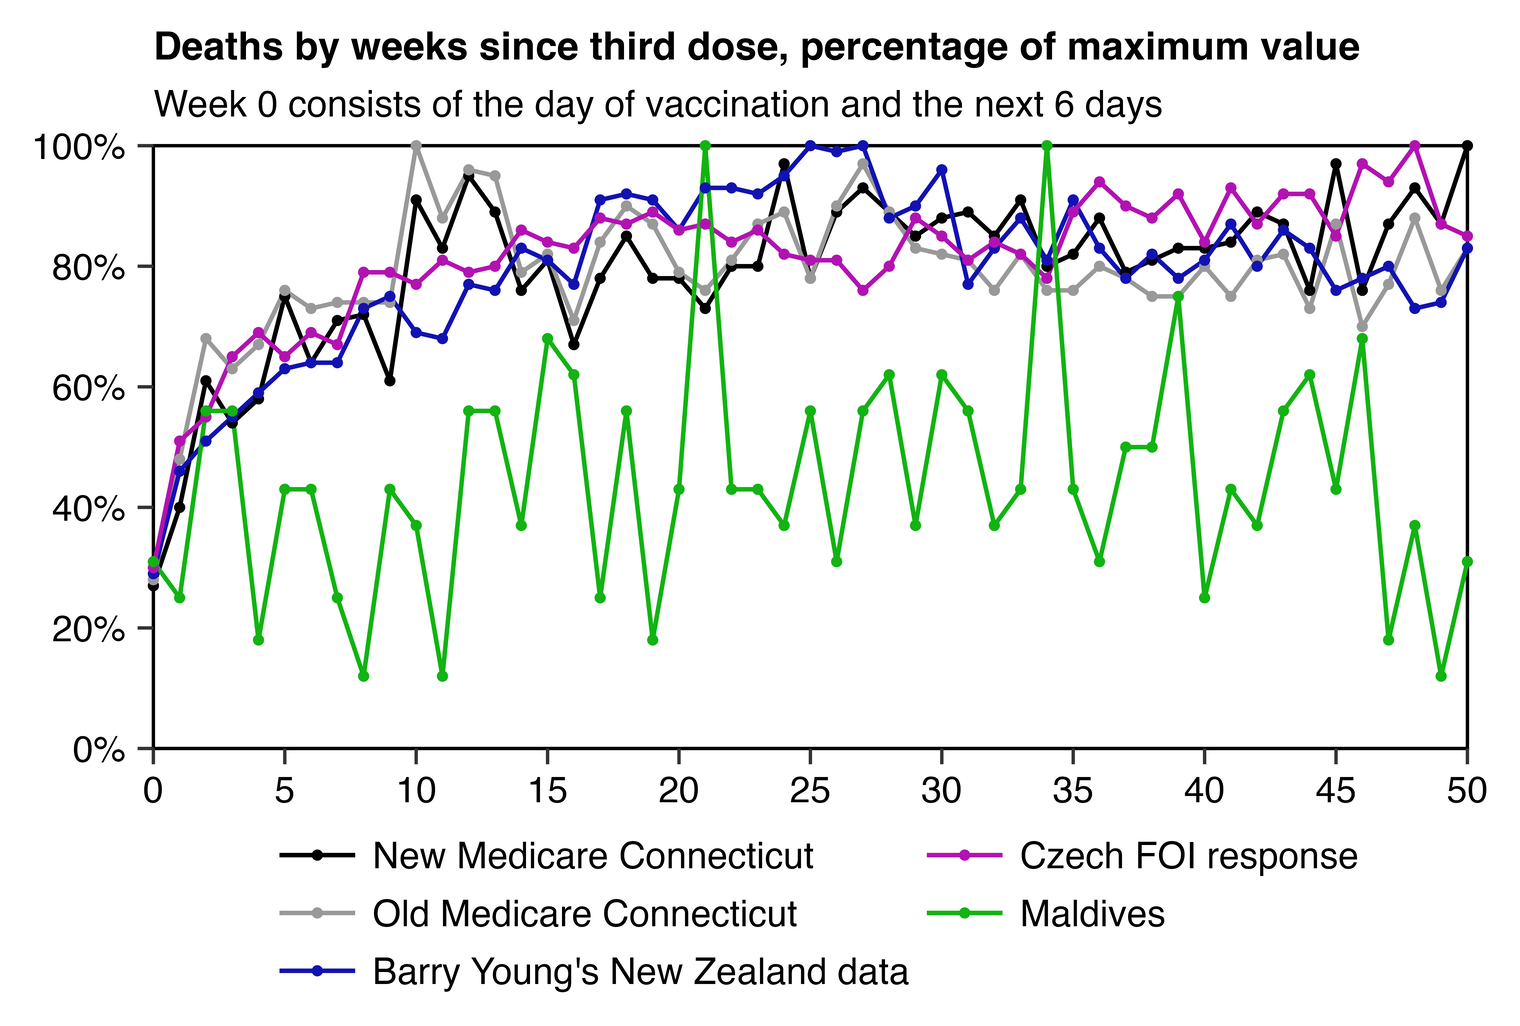 Deaths by weeks since third dose, percentage of maximum value
Week 0 consists of the day of vaccination and the next 6 days
100%
80%
60%
40%
20%
0%
0 5 10 15 20 25 30 35 40 45 50
New Medicare Connecticut
Old Medicare Connecticut
Barry Young's New Zealand data
Czech FOI response
Maldives